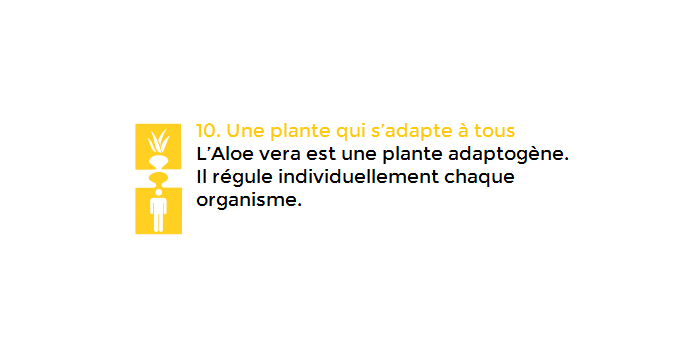 10. Une plante qui s’adapte à tous
L’Aloe vera est une plante adaptogène.
Il régule individuellement chaque
organisme.